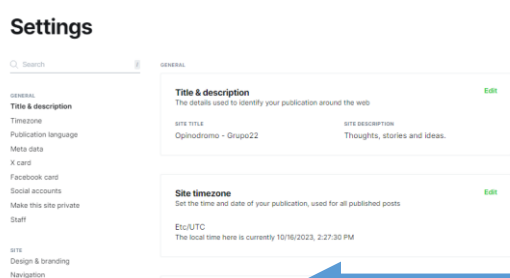 Settings
Search
/
GENERAL
Title & description
Timezone
Publication language
Meta data
X card
Facebook card
Social accounts
Make this site private
Staff
SITE
Design & branding
Navigation
GENERAL
Title & description
Edit
The details used to identify your publication around the web
SITE TITLE
SITE DESCRIPTION
Opinodromo - Grupo22
Thoughts, stories and ideas.
Site timezone
Edit
Set the time and date of your publication, used for all published posts
Etc/UTC
The local time here is currently 10/16/2023, 2:27:30 PM